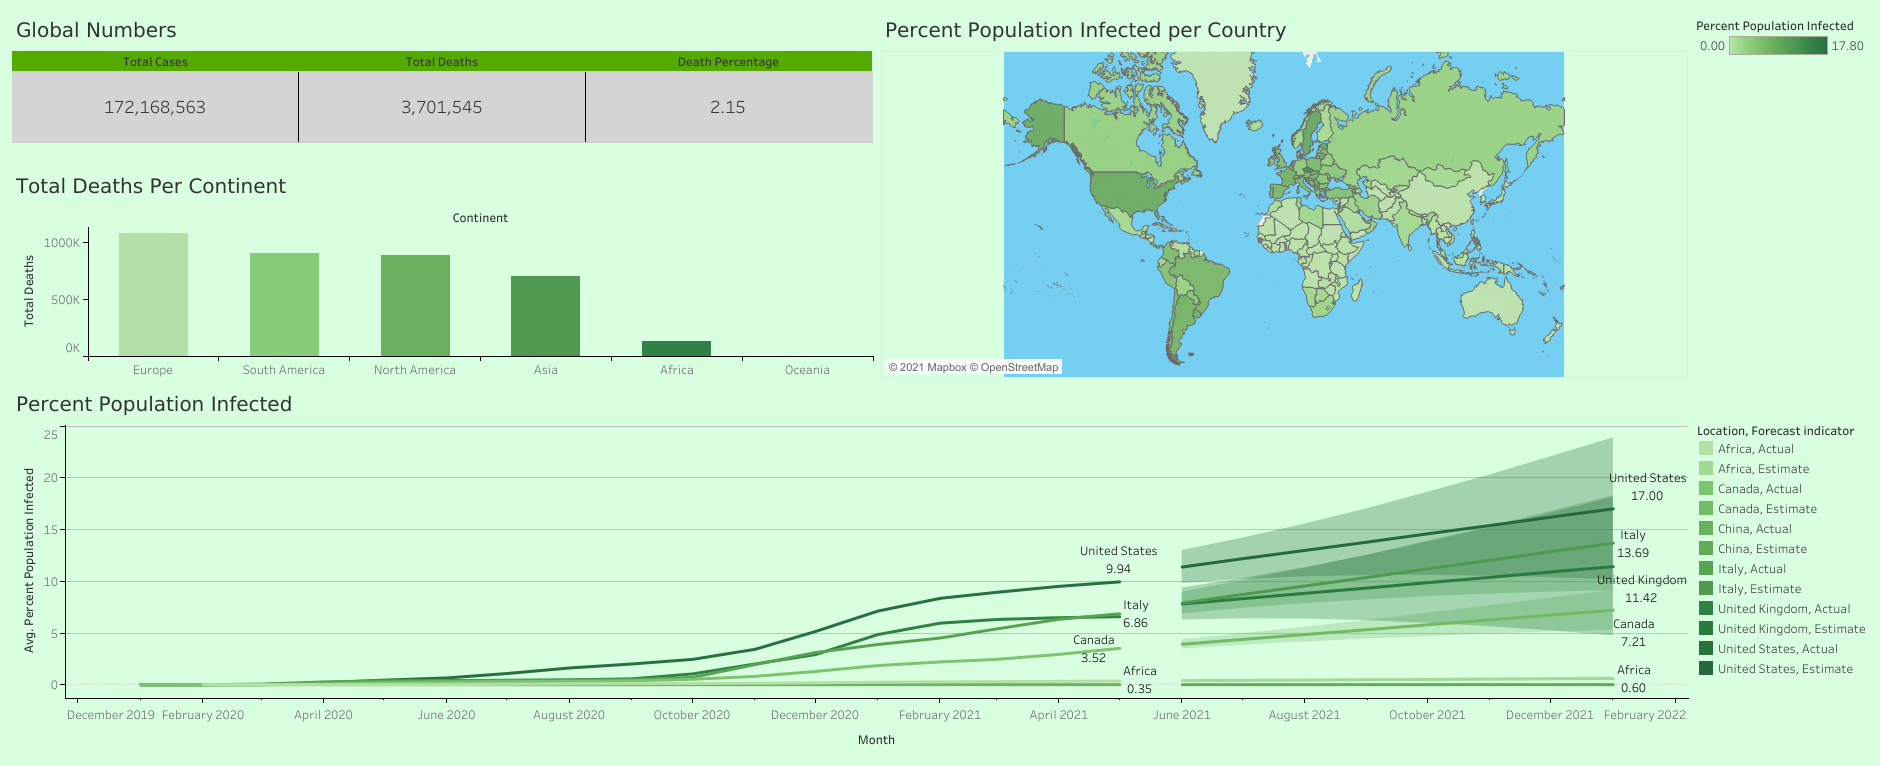 Global Numbers
Total Cases
Total Deaths
Death Percentage
172,168,563
3,701,545
2.15
Percent Population Infected per Country
© 2021 Mapbox © OpenStreetMap
Percent Population Infected
0.00
17.80
Total Deaths Per Continent
Continent
Total Deaths
1000K
500K
0K
Europe
South America
North America
Asia
Africa
Oceania
Percent Population Infected
Avg. Percent Population Infected
25
20
15
10
5
0
United States
9.94
Italy
6.86
Canada
3.52
Africa
0.35
United States
17.00
Italy
13.69
United Kingdom
11.42
Canada
7.21
Africa
0.60
December 2019
February 2020
April 2020
June 2020
August 2020
October 2020
December 2020
February 2021
April 2021
June 2021
August 2021
October 2021
December 2021
February 2022
Month
Location, Forecast indicator
Africa, Actual
Africa, Estimate
Canada, Actual
Canada, Estimate
China, Actual
China, Estimate
Italy, Actual
Italy, Estimate
United Kingdom, Actual
United Kingdom, Estimate
United States, Actual
United States, Estimate